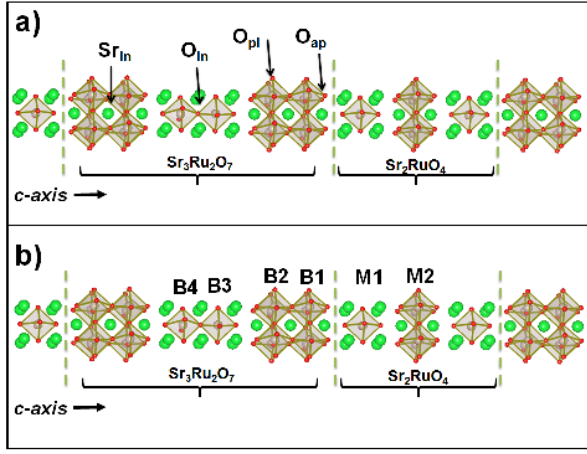 a)
Sr_In O_In O_pl O_ap
Sr₃Ru₂O₇ Sr₂RuO₄
c-axis
b)
B4 B3 B2 B1 M1 M2
Sr₃Ru₂O₇ Sr₂RuO₄
c-axis